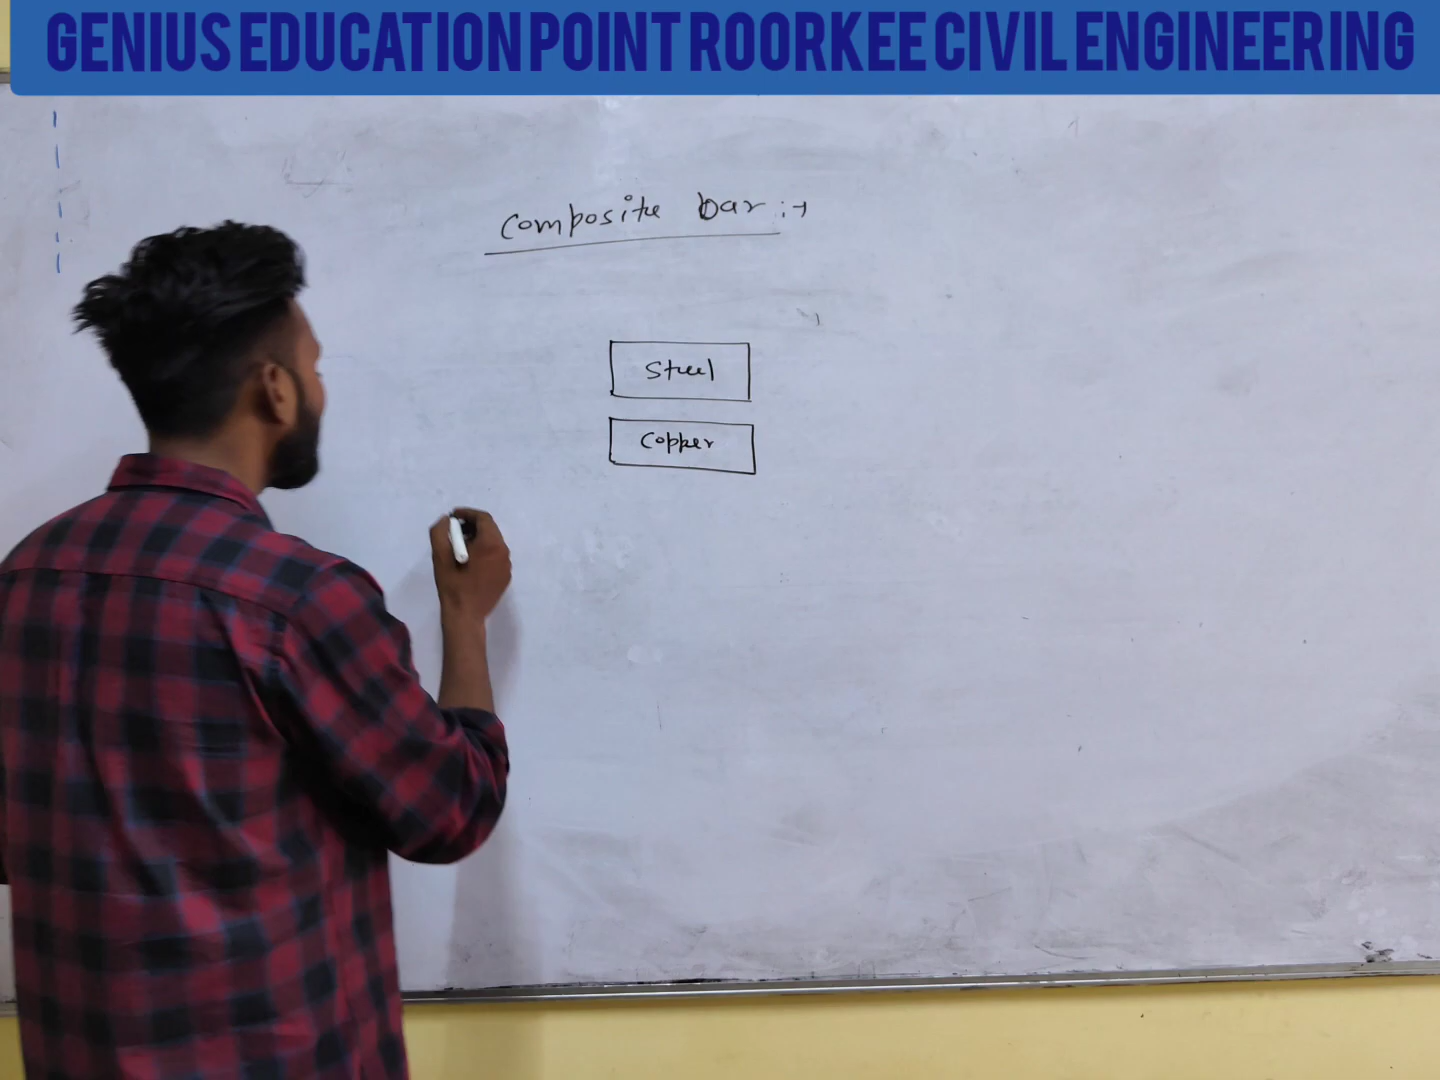 GENIUS EDUCATION POINT ROORKEE CIVIL ENGINEERING
Composite bar :→
Steel
Copper